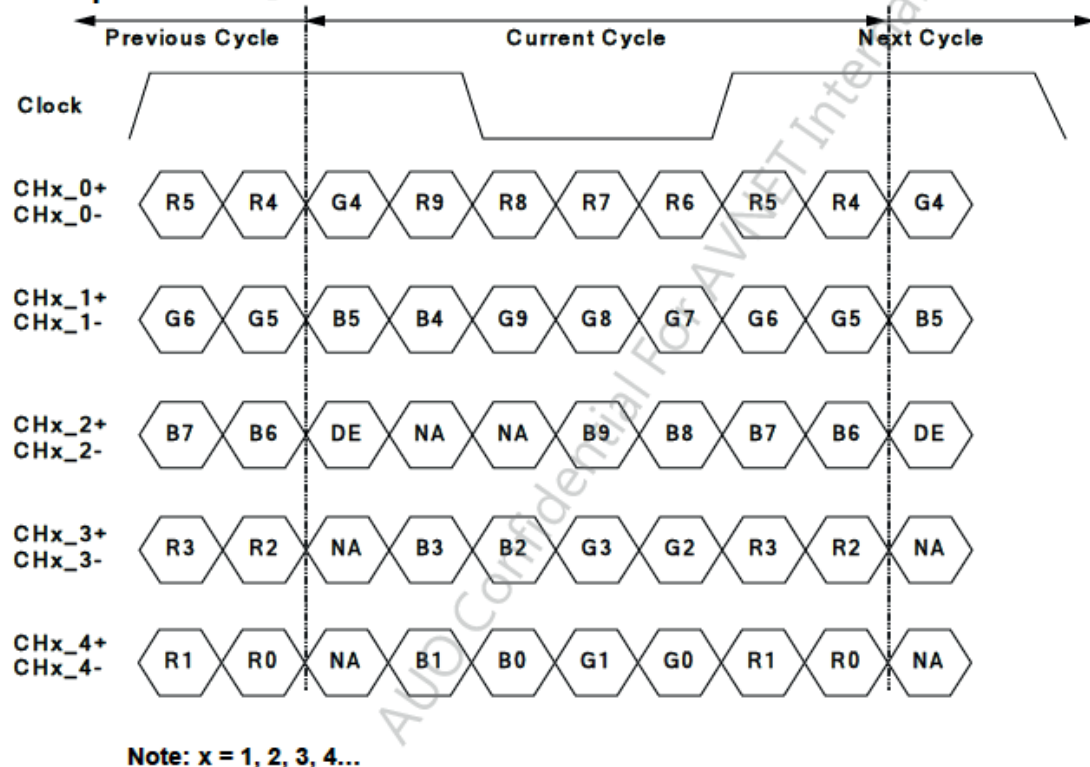 Previous Cycle Current Cycle Next Cycle
Clock
CHx_0+
CHx_0-
R5 R4 G4 R9 R8 R7 R6 R5 R4 G4
CHx_1+
CHx_1-
G6 G5 B5 B4 G9 G8 G7 G6 G5 B5
CHx_2+
CHx_2-
B7 B6 DE NA NA B9 B8 B7 B6 DE
CHx_3+
CHx_3-
R3 R2 NA B3 B2 G3 G2 R3 R2 NA
CHx_4+
CHx_4-
R1 R0 NA B1 B0 G1 G0 R1 R0 NA
Note: x = 1, 2, 3, 4...
AUO Confidential For AVNET